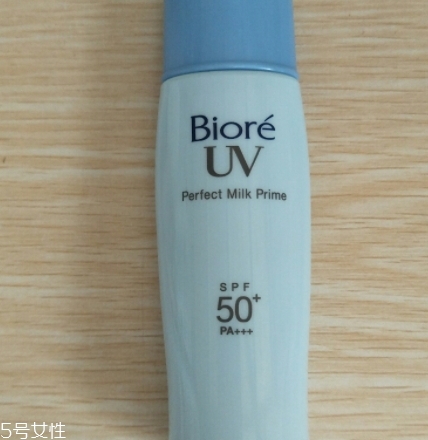 Bioré
UV
Perfect Milk Prime
SPF
50+
PA+++
5号女性